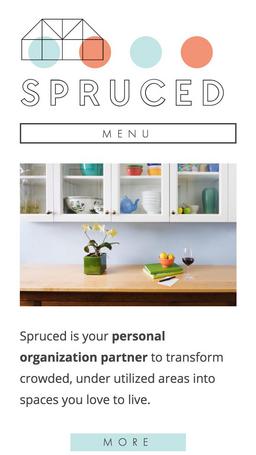 SPRUCED
MENU
Spruced is your personal
organization partner to transform
crowded, under utilized areas into
spaces you love to live.
MORE